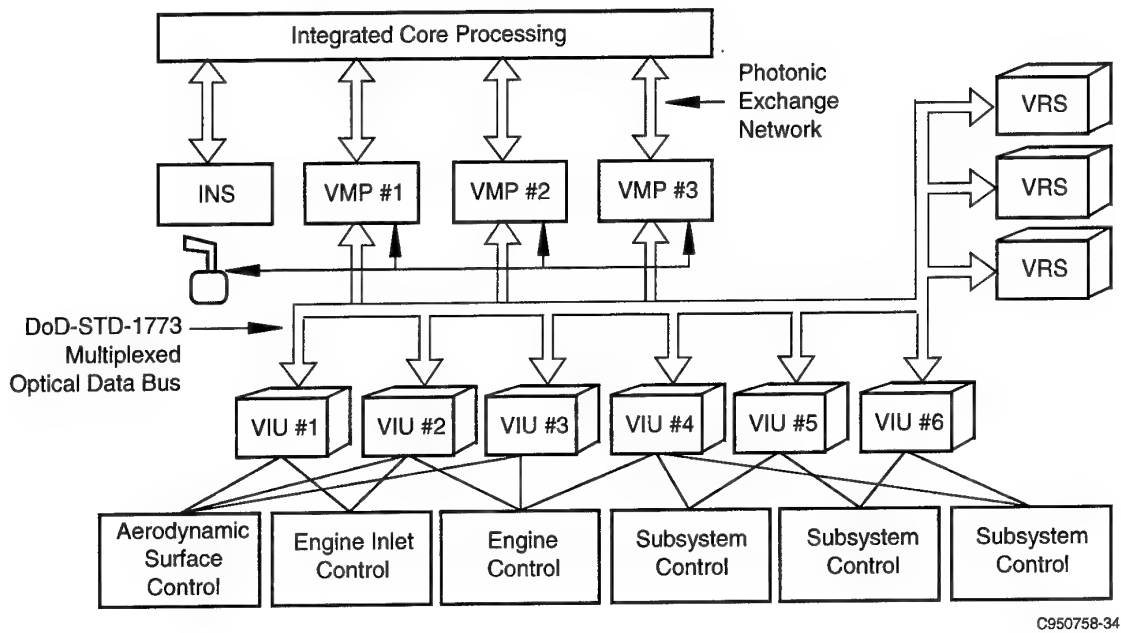 Integrated Core Processing
Photonic
Exchange
Network
VRS
VRS
VRS
INS
VMP #1
VMP #2
VMP #3
DoD-STD-1773
Multiplexed
Optical Data Bus
VIU #1
VIU #2
VIU #3
VIU #4
VIU #5
VIU #6
Aerodynamic
Surface
Control
Engine Inlet
Control
Engine
Control
Subsystem
Control
Subsystem
Control
Subsystem
Control
C950758-34